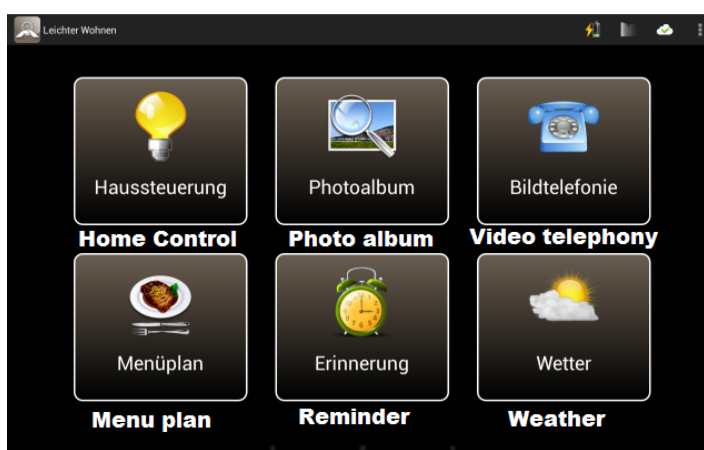 Leichter Wohnen
Haussteuerung Photoalbum Bildtelefonie
Home Control Photo album Video telephony
Menüplan Erinnerung Wetter
Menu plan Reminder Weather